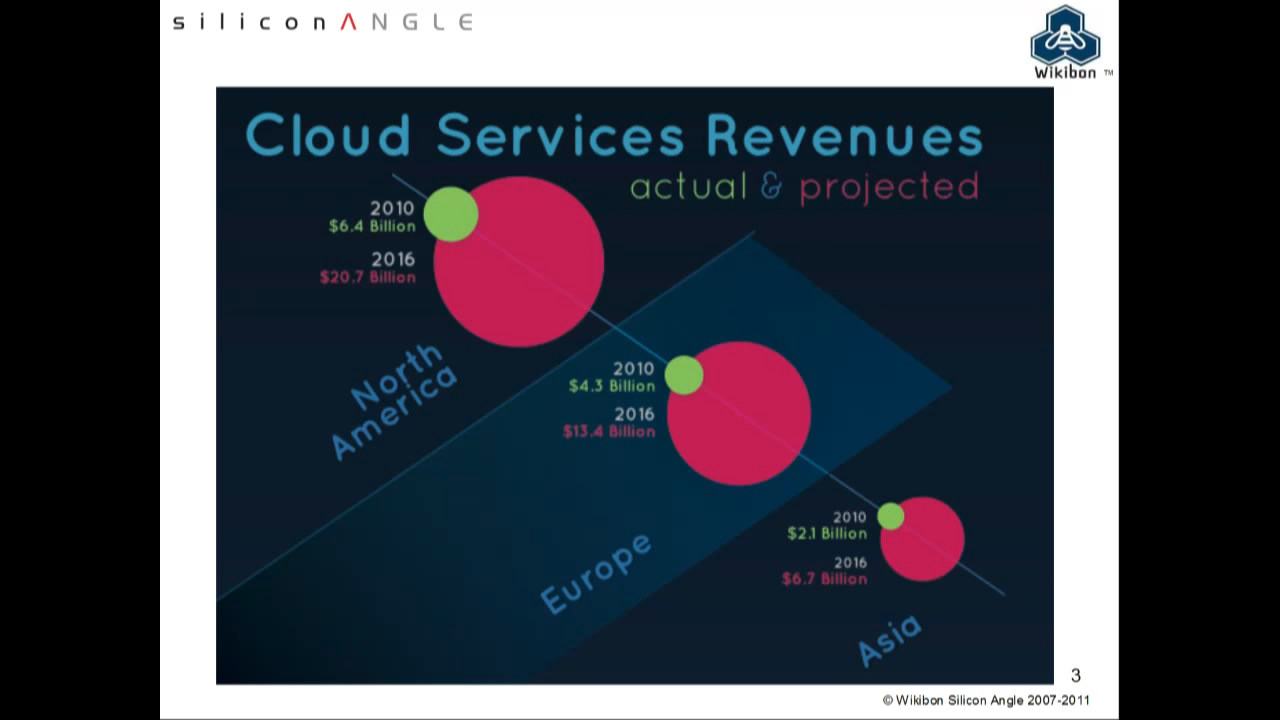 siliconANGLE
Wikibon ™
Cloud Services Revenues
actual & projected
2010
$6.4 Billion
2016
$20.7 Billion
North
America
2010
$4.3 Billion
2016
$13.4 Billion
Europe
2010
$2.1 Billion
2016
$6.7 Billion
Asia
3
© Wikibon Silicon Angle 2007-2011